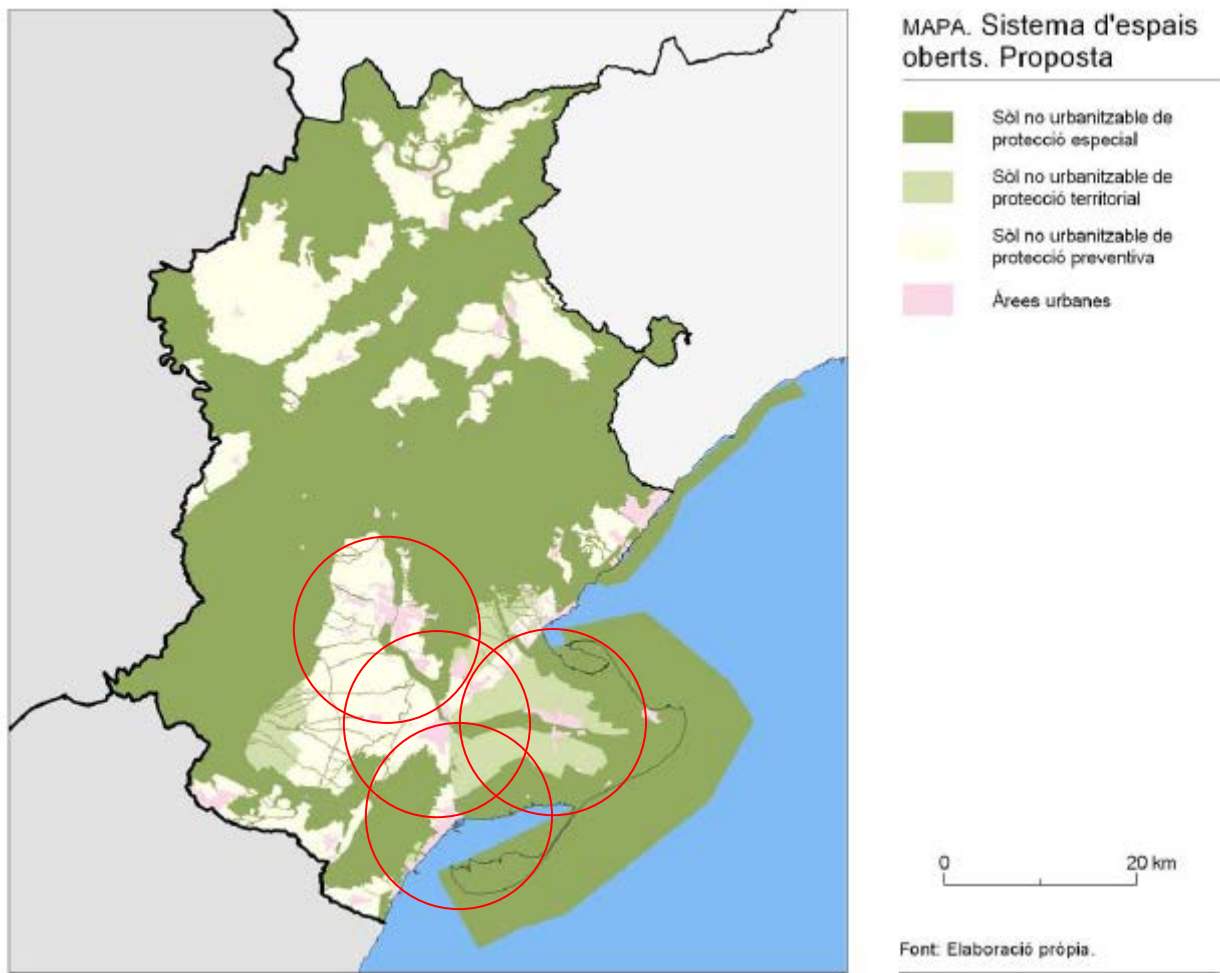 MAPA. Sistema d'espais
oberts. Proposta
Sòl no urbanitzable de
protecció especial
Sòl no urbanitzable de
protecció territorial
Sòl no urbanitzable de
protecció preventiva
Àrees urbanes
0 20 km
Font: Elaboració pròpia.